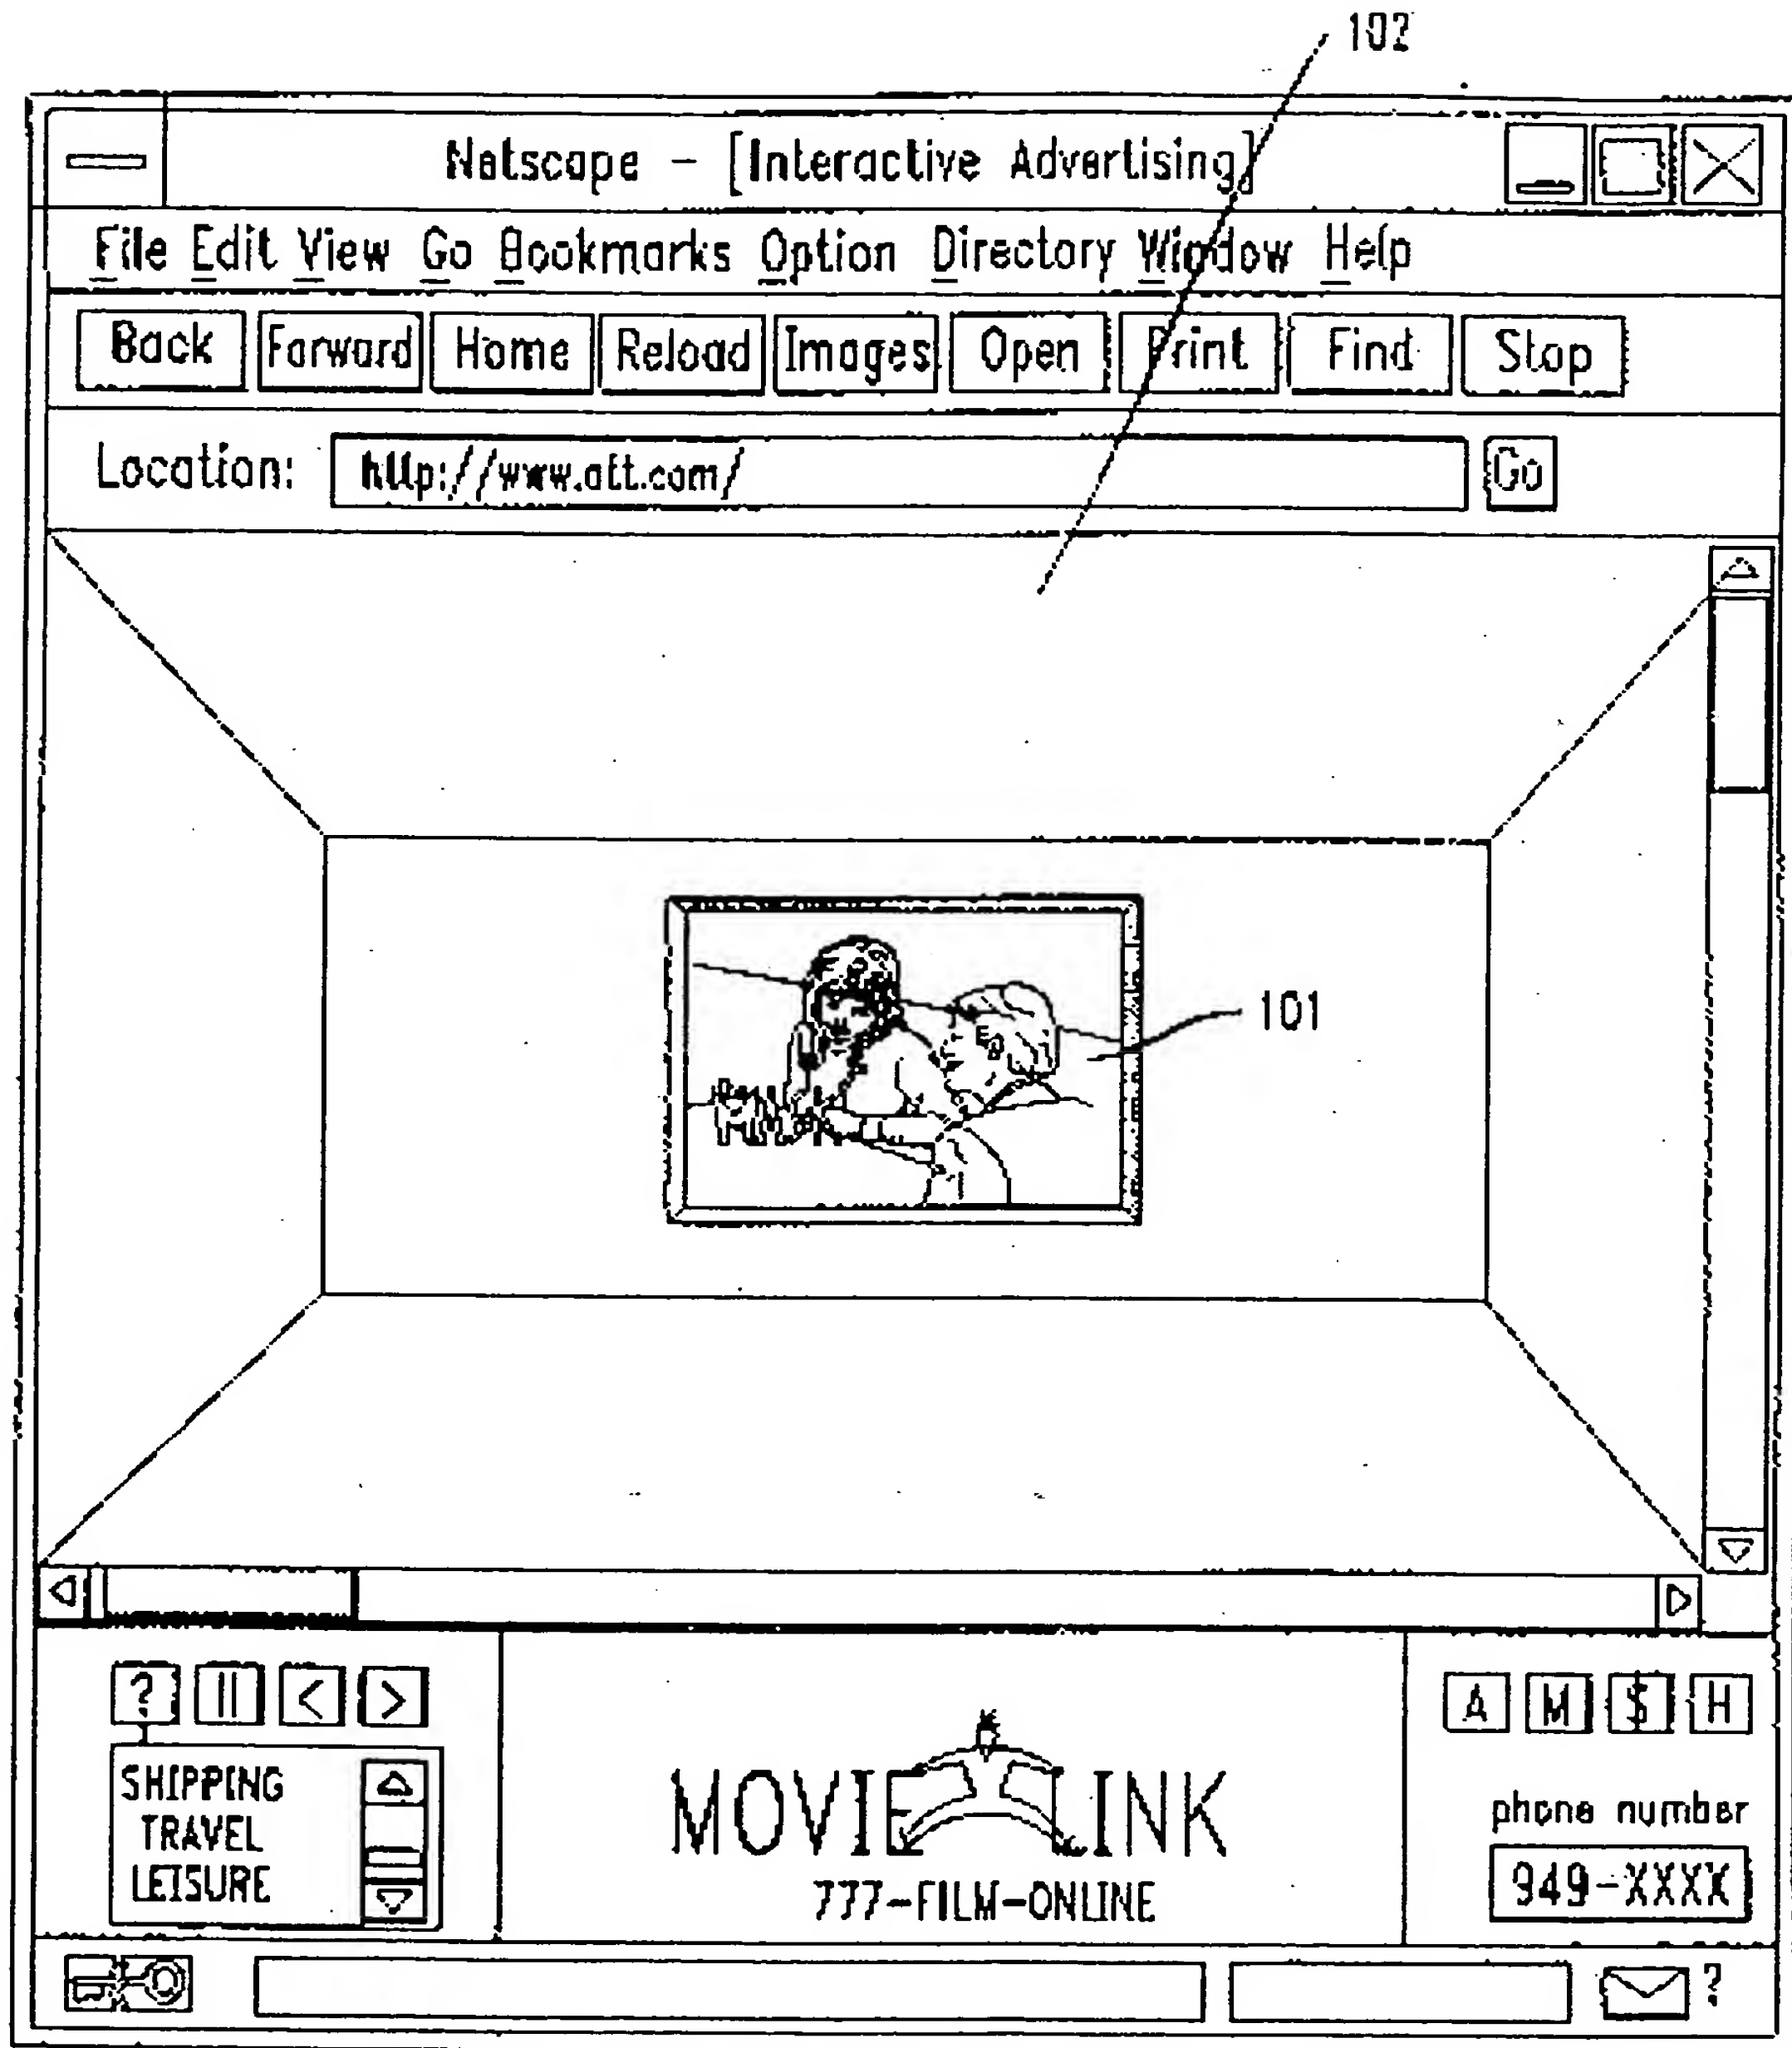 102
Netscape - [Interactive Advertising]
File Edit View Go Bookmarks Option Directory Window Help
Back Forward Home Reload Images Open Print Find Stop
Location: http://www.att.com/ Go
101
? || < > A M $ H
SHIPPING
TRAVEL
LEISURE
MOVIELINK
777-FILM-ONLINE
phone number
949-XXXX
?